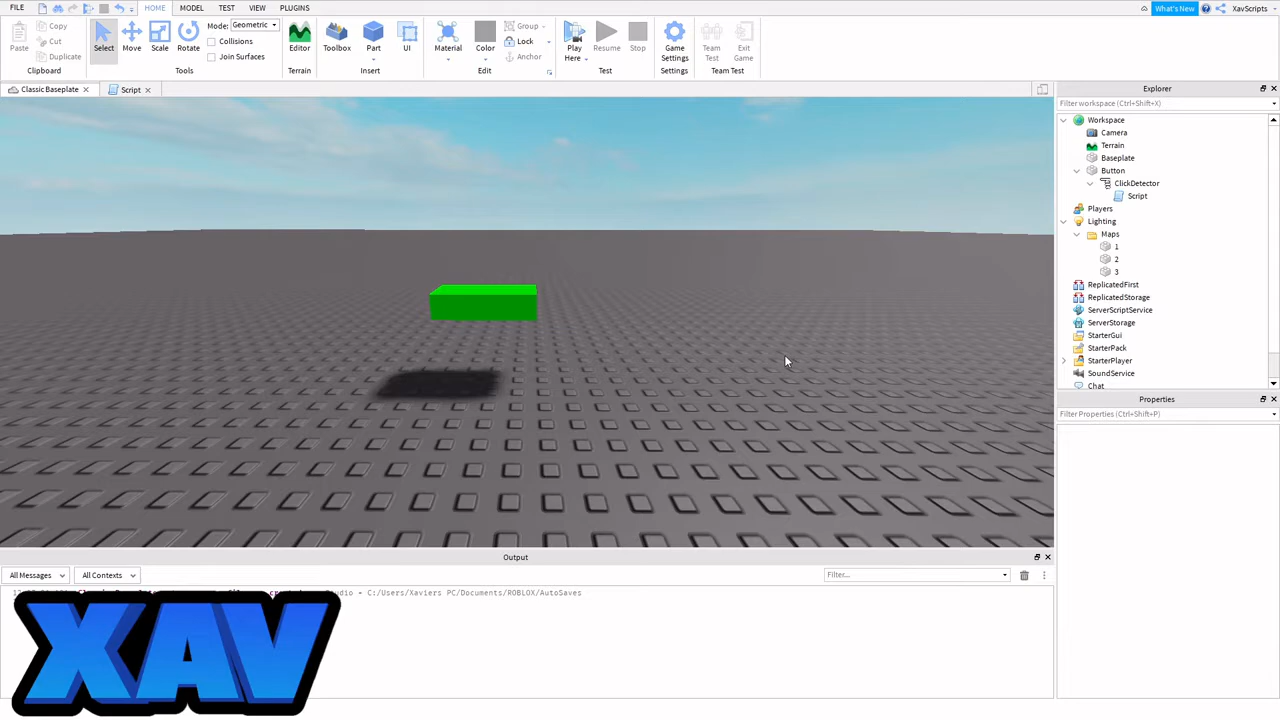 FILE HOME MODEL TEST VIEW PLUGINS What's New XavScripts
Paste Copy Cut Duplicate Clipboard
Select Move Scale Rotate Mode: Geometric Collisions Join Surfaces Tools
Editor Terrain
Toolbox Part UI Insert
Material Color Group Lock Anchor Edit
Play Here Resume Stop Test
Game Settings Settings
Team Test Exit Game Team Test
Classic Baseplate Script
Explorer
Filter workspace (Ctrl+Shift+X)
Workspace
Camera
Terrain
Baseplate
Button
ClickDetector
Script
Players
Lighting
Maps
1
2
3
ReplicatedFirst
ReplicatedStorage
ServerScriptService
ServerStorage
StarterGui
StarterPack
StarterPlayer
SoundService
Chat
Properties
Filter Properties (Ctrl+Shift+P)
Output
All Messages All Contexts Filter...
- C:/Users/Xaviers PC/Documents/ROBLOX/AutoSaves
XAV